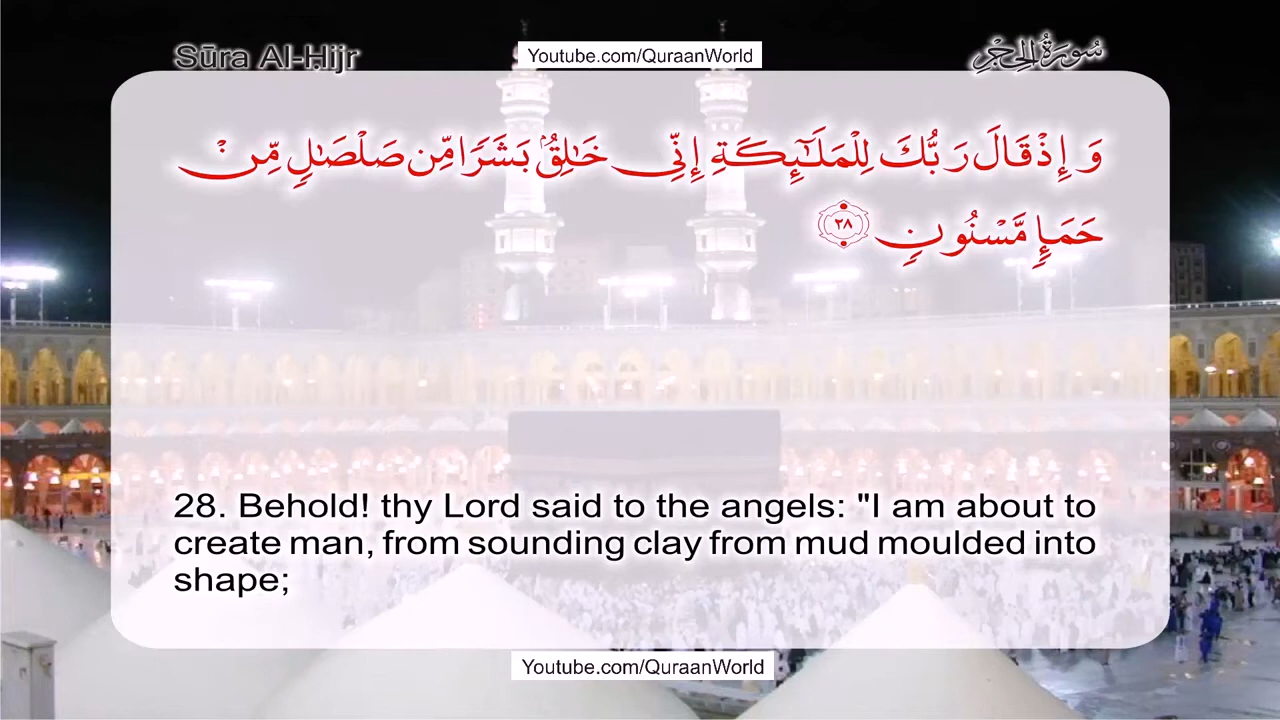 Sūra Al-Ḥijr
Youtube.com/QuraanWorld
سُورَةُ الحِجْرِ
وَإِذْ قَالَ رَبُّكَ لِلْمَلَـٰٓئِكَةِ إِنِّى خَـٰلِقٌۢ بَشَرًا مِّن صَلْصَـٰلٍ مِّنْ
حَمَإٍ مَّسْنُونٍ ٢٨
28. Behold! thy Lord said to the angels: "I am about to
create man, from sounding clay from mud moulded into
shape;
Youtube.com/QuraanWorld